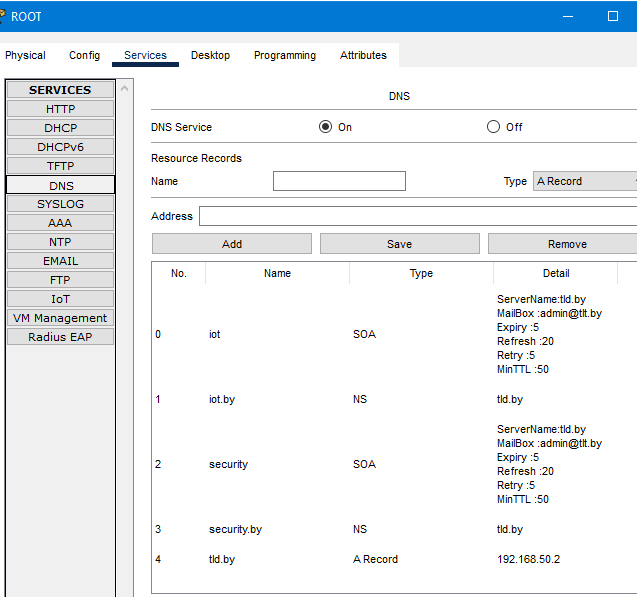 ROOT
Physical Config Services Desktop Programming Attributes
SERVICES
HTTP
DHCP
DHCPv6
TFTP
DNS
SYSLOG
AAA
NTP
EMAIL
FTP
IoT
VM Management
Radius EAP
DNS
DNS Service On Off
Resource Records
Name Type A Record
Address
Add Save Remove
No. Name Type Detail
0 iot SOA ServerName:tld.by
MailBox :admin@tlt.by
Expiry :5
Refresh :20
Retry :5
MinTTL :50
1 iot.by NS tld.by
2 security SOA ServerName:tld.by
MailBox :admin@tlt.by
Expiry :5
Refresh :20
Retry :5
MinTTL :50
3 security.by NS tld.by
4 tld.by A Record 192.168.50.2